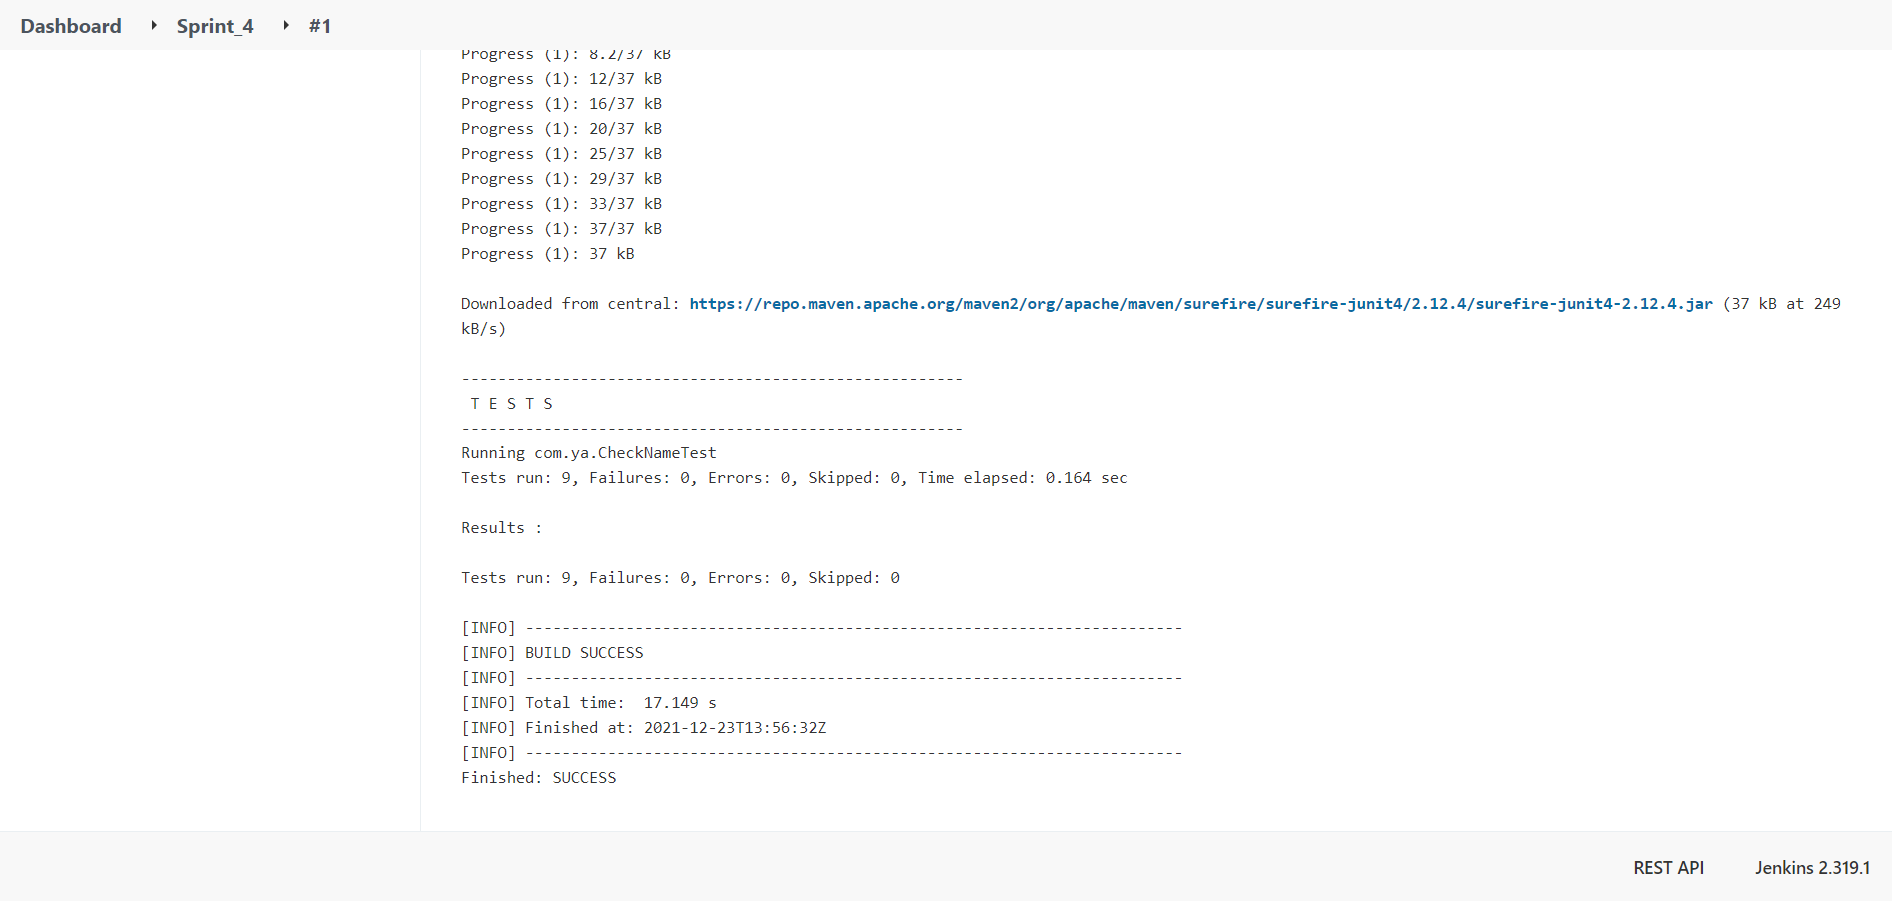 Dashboard ▸ Sprint_4 ▸ #1
Progress (1): 8.2/37 kB
Progress (1): 12/37 kB
Progress (1): 16/37 kB
Progress (1): 20/37 kB
Progress (1): 25/37 kB
Progress (1): 29/37 kB
Progress (1): 33/37 kB
Progress (1): 37/37 kB
Progress (1): 37 kB
Downloaded from central: https://repo.maven.apache.org/maven2/org/apache/maven/surefire/surefire-junit4/2.12.4/surefire-junit4-2.12.4.jar (37 kB at 249
kB/s)
-------------------------------------------------------
T E S T S
-------------------------------------------------------
Running com.ya.CheckNameTest
Tests run: 9, Failures: 0, Errors: 0, Skipped: 0, Time elapsed: 0.164 sec
Results :
Tests run: 9, Failures: 0, Errors: 0, Skipped: 0
[INFO] ------------------------------------------------------------------------
[INFO] BUILD SUCCESS
[INFO] ------------------------------------------------------------------------
[INFO] Total time:  17.149 s
[INFO] Finished at: 2021-12-23T13:56:32Z
[INFO] ------------------------------------------------------------------------
Finished: SUCCESS
REST API Jenkins 2.319.1